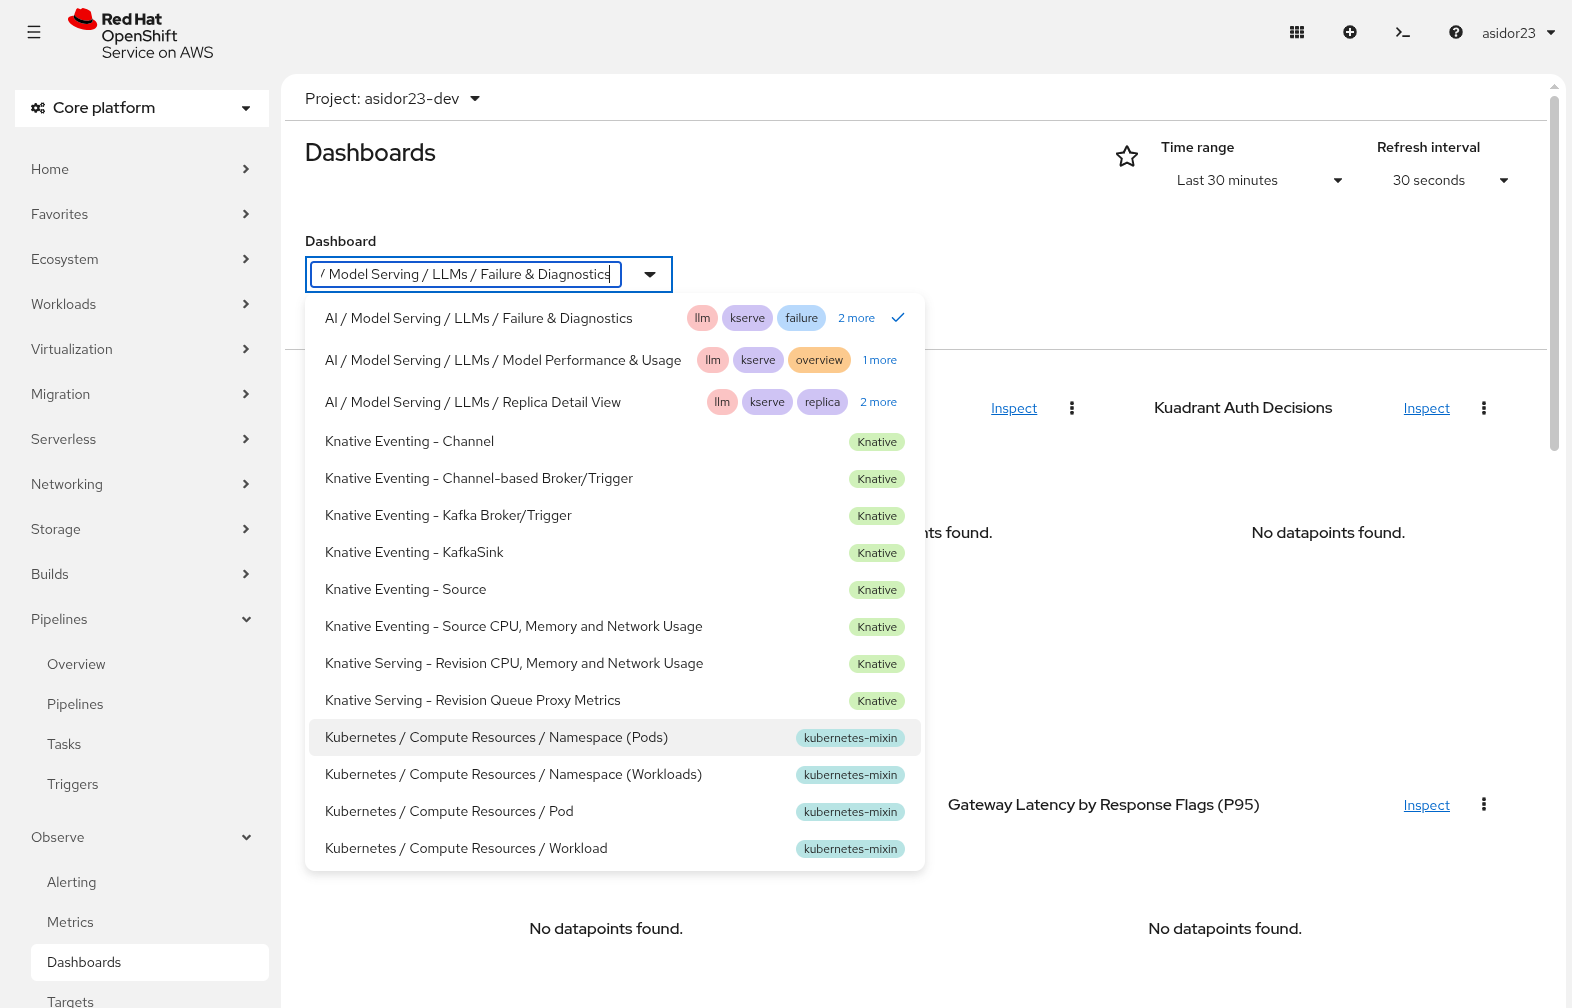 Red Hat
OpenShift
Service on AWS
asidor23
Core platform
Home
Favorites
Ecosystem
Workloads
Virtualization
Migration
Serverless
Networking
Storage
Builds
Pipelines
Overview
Pipelines
Tasks
Triggers
Observe
Alerting
Metrics
Dashboards
Targets
Project: asidor23-dev
Dashboards
Time range
Last 30 minutes
Refresh interval
30 seconds
Dashboard
/ Model Serving / LLMs / Failure & Diagnostics
AI / Model Serving / LLMs / Failure & Diagnostics llm kserve failure 2 more
AI / Model Serving / LLMs / Model Performance & Usage llm kserve overview 1 more
AI / Model Serving / LLMs / Replica Detail View llm kserve replica 2 more
Knative Eventing - Channel Knative
Knative Eventing - Channel-based Broker/Trigger Knative
Knative Eventing - Kafka Broker/Trigger Knative
Knative Eventing - KafkaSink Knative
Knative Eventing - Source Knative
Knative Eventing - Source CPU, Memory and Network Usage Knative
Knative Serving - Revision CPU, Memory and Network Usage Knative
Knative Serving - Revision Queue Proxy Metrics Knative
Kubernetes / Compute Resources / Namespace (Pods) kubernetes-mixin
Kubernetes / Compute Resources / Namespace (Workloads) kubernetes-mixin
Kubernetes / Compute Resources / Pod kubernetes-mixin
Kubernetes / Compute Resources / Workload kubernetes-mixin
Inspect
Kuadrant Auth Decisions Inspect
found.
No datapoints found.
Gateway Latency by Response Flags (P95) Inspect
No datapoints found.
No datapoints found.